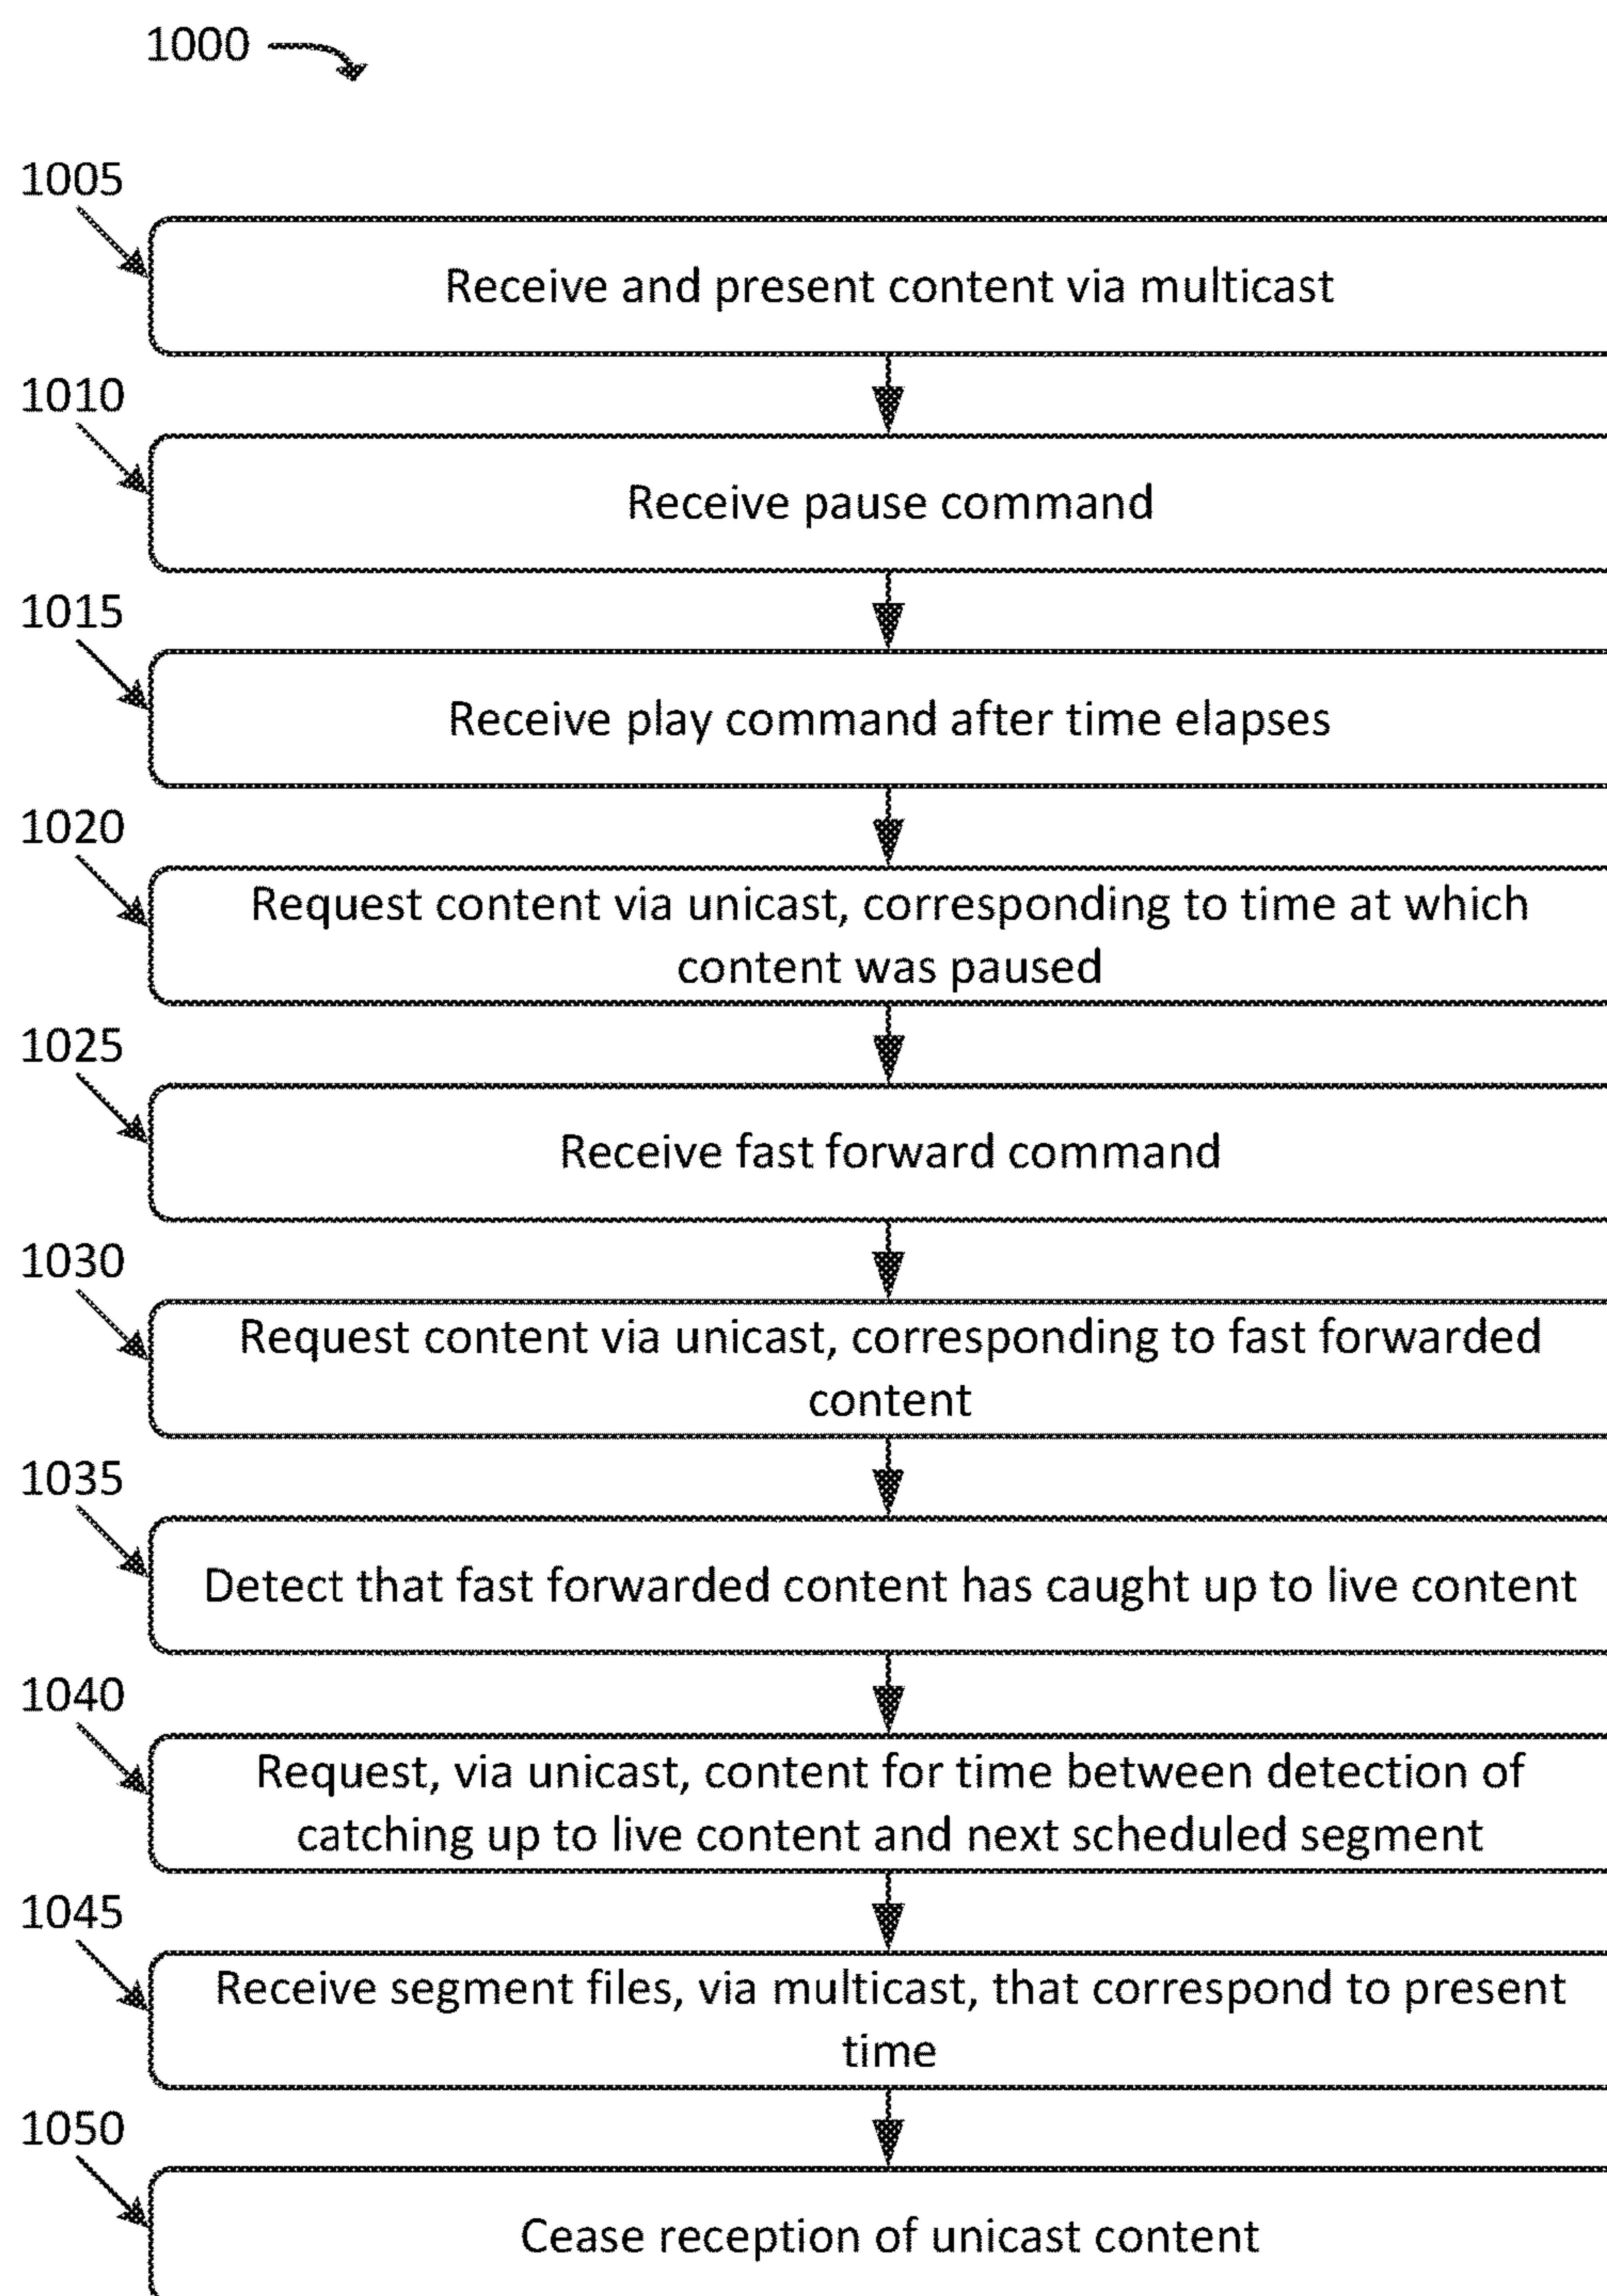 1000
1005
Receive and present content via multicast
1010
Receive pause command
1015
Receive play command after time elapses
1020
Request content via unicast, corresponding to time at which
content was paused
1025
Receive fast forward command
1030
Request content via unicast, corresponding to fast forwarded
content
1035
Detect that fast forwarded content has caught up to live content
1040
Request, via unicast, content for time between detection of
catching up to live content and next scheduled segment
1045
Receive segment files, via multicast, that correspond to present
time
1050
Cease reception of unicast content